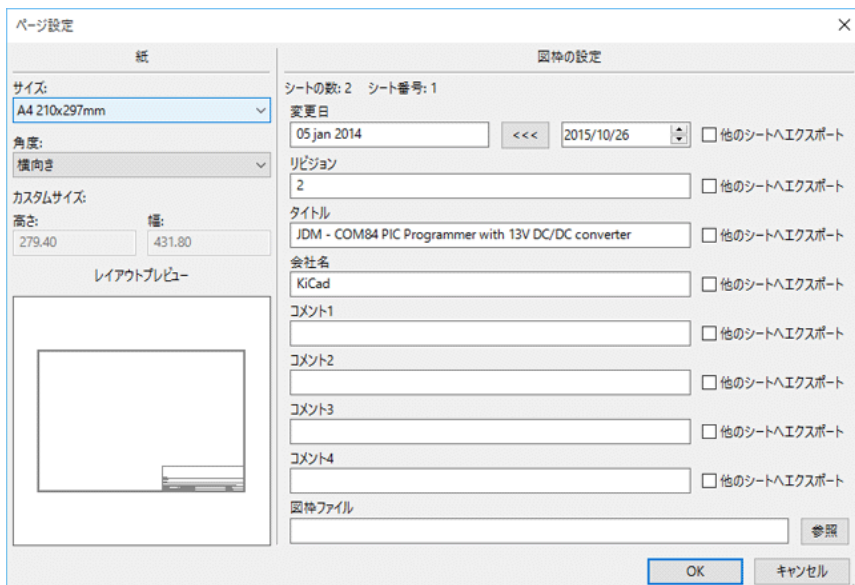 ページ設定
紙
サイズ:
A4 210x297mm
角度:
横向き
カスタムサイズ:
高さ: 幅:
279.40 431.80
レイアウトプレビュー
図枠の設定
シートの数: 2 シート番号: 1
変更日
05 jan 2014 <<< 2015/10/26 他のシートへエクスポート
リビジョン
2 他のシートへエクスポート
タイトル
JDM - COM84 PIC Programmer with 13V DC/DC converter 他のシートへエクスポート
会社名
KiCad 他のシートへエクスポート
コメント1
他のシートへエクスポート
コメント2
他のシートへエクスポート
コメント3
他のシートへエクスポート
コメント4
他のシートへエクスポート
図枠ファイル
参照
OK キャンセル